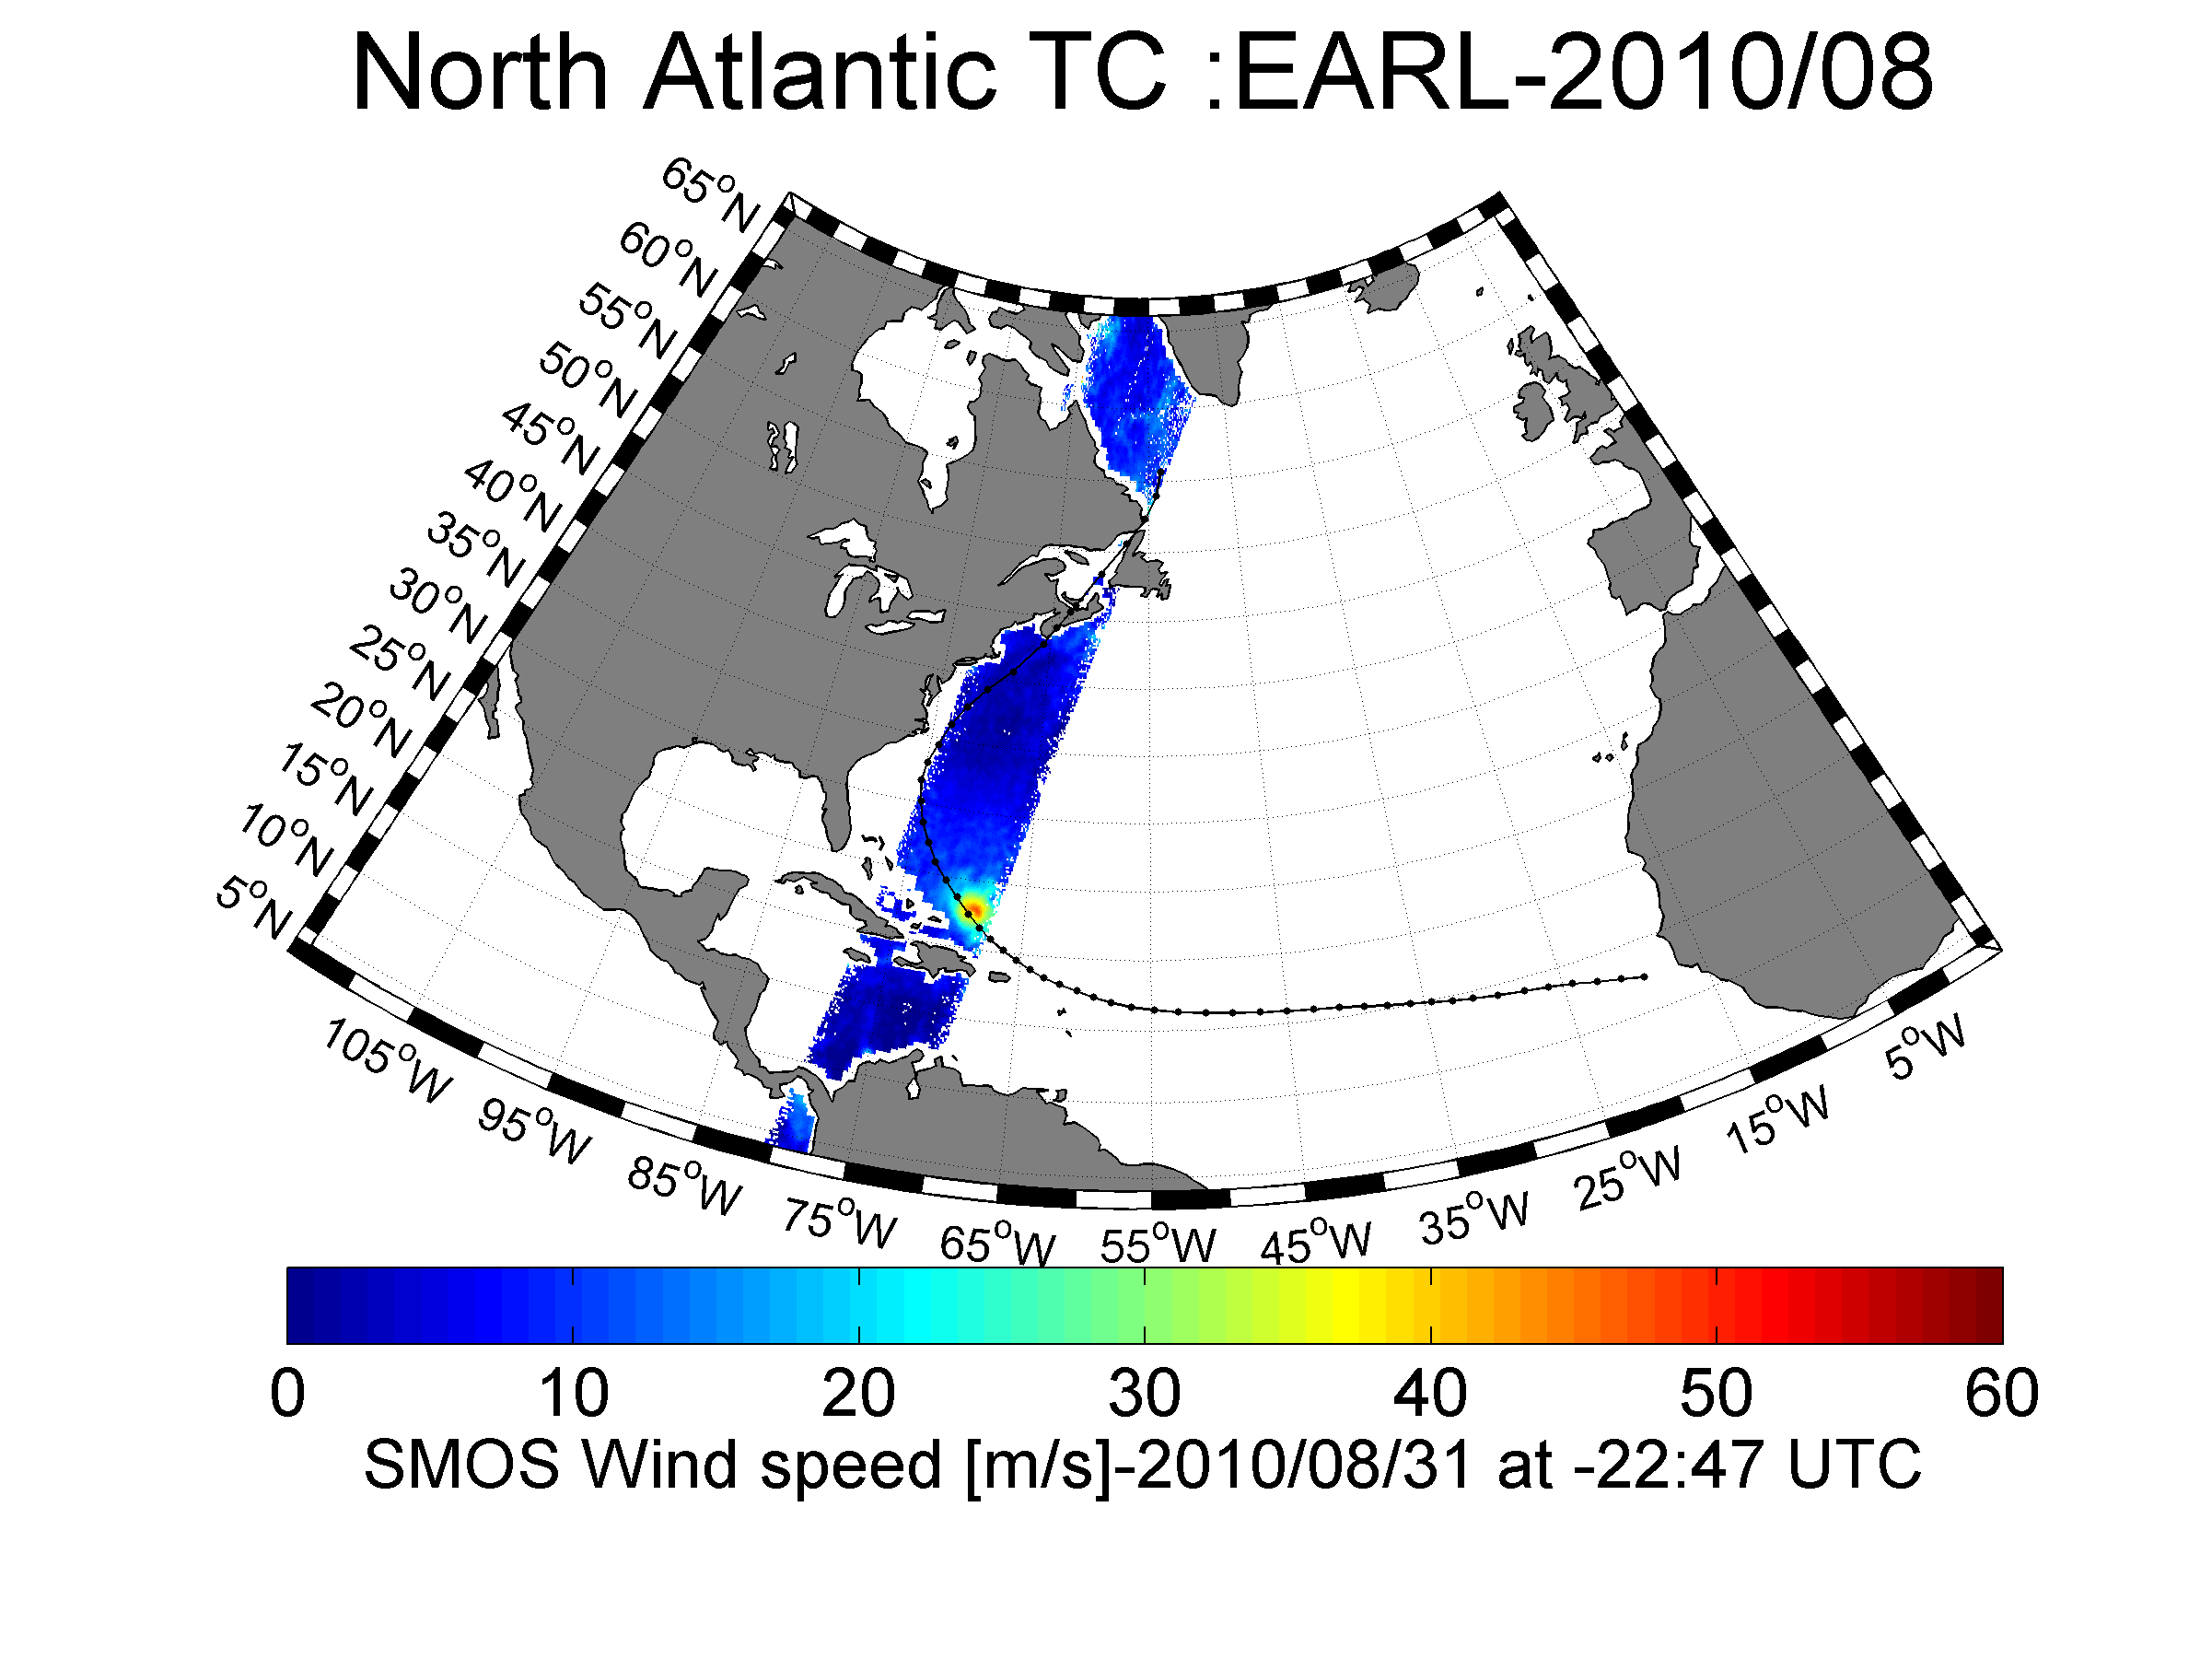 North Atlantic TC :EARL-2010/08
65°N
60°N
55°N
50°N
45°N
40°N
35°N
30°N
25°N
20°N
15°N
10°N
5°N
105°W
95°W
85°W
75°W
65°W
55°W
45°W
35°W
25°W
15°W
5°W
0 10 20 30 40 50 60
SMOS Wind speed [m/s]-2010/08/31 at -22:47 UTC